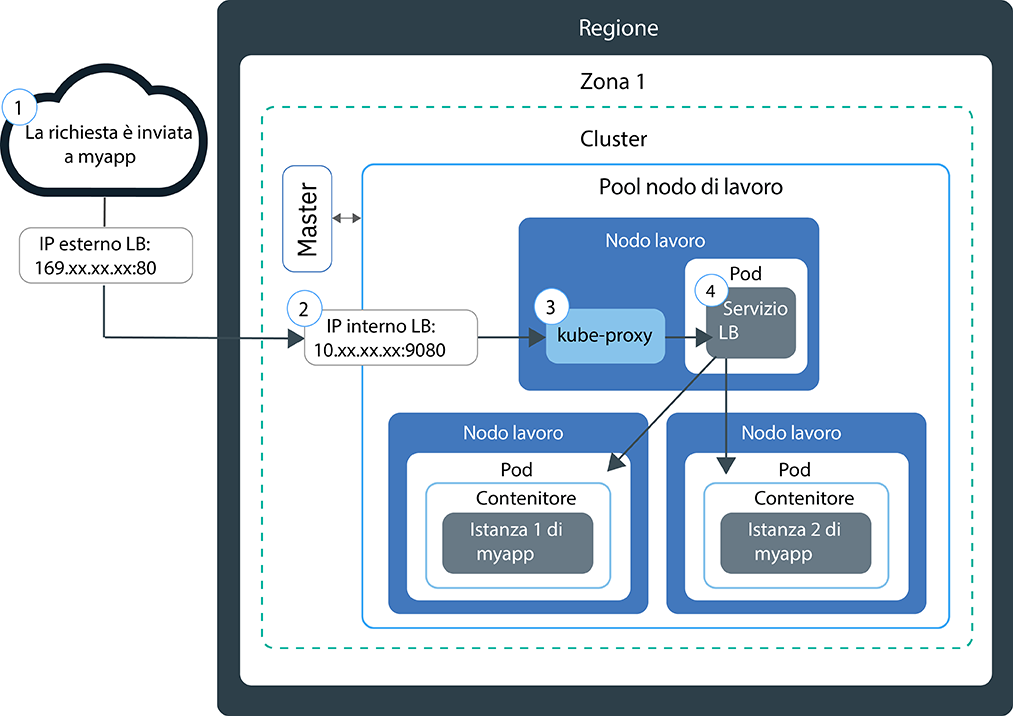 Regione
Zona 1
Cluster
1
La richiesta è inviata
a myapp
IP esterno LB:
169.xx.xx.xx:80
Master
Pool nodo di lavoro
2
IP interno LB:
10.xx.xx.xx:9080
Nodo lavoro
3
kube-proxy
Pod
4
Servizio
LB
Nodo lavoro
Pod
Contenitore
Istanza 1 di
myapp
Nodo lavoro
Pod
Contenitore
Istanza 2 di
myapp